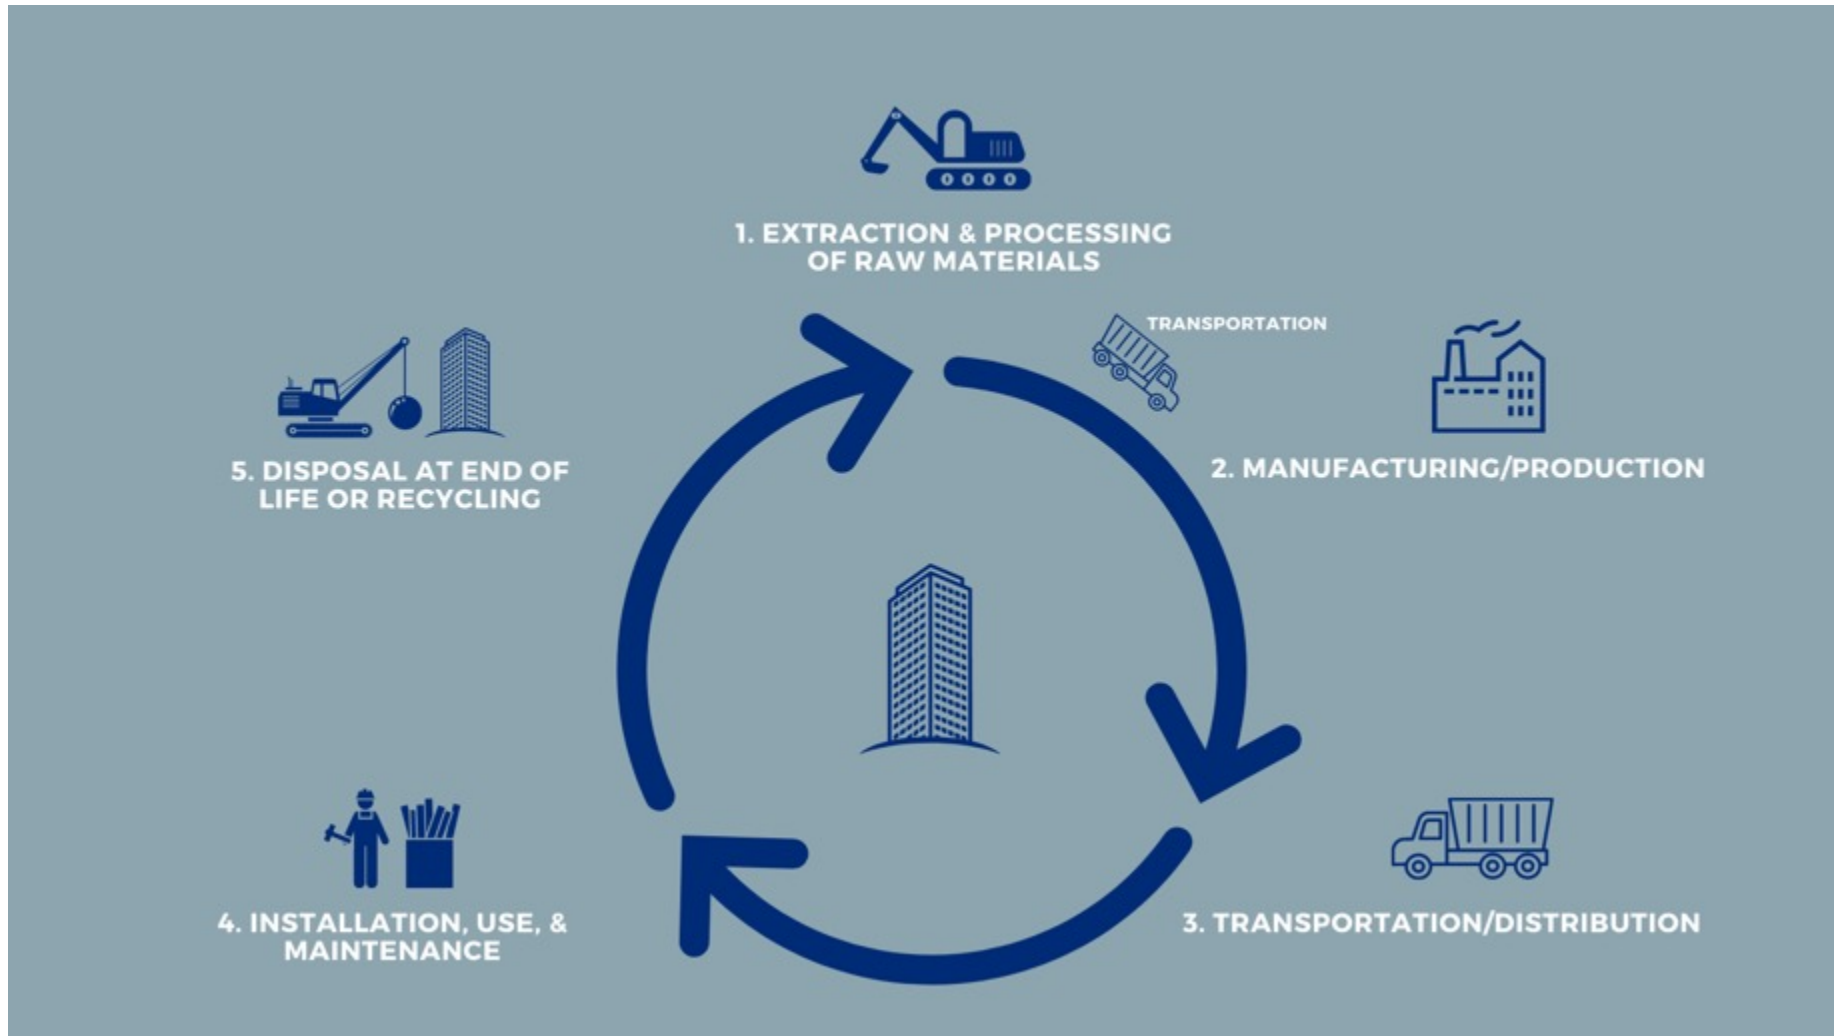 1. EXTRACTION & PROCESSING
OF RAW MATERIALS
TRANSPORTATION
2. MANUFACTURING/PRODUCTION
3. TRANSPORTATION/DISTRIBUTION
4. INSTALLATION, USE, &
MAINTENANCE
5. DISPOSAL AT END OF
LIFE OR RECYCLING